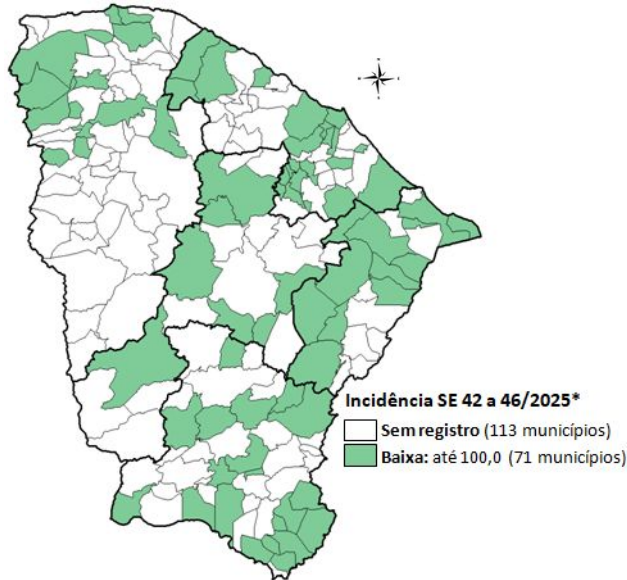 Incidência SE 42 a 46/2025*
Sem registro (113 municípios)
Baixa: até 100,0 (71 municípios)